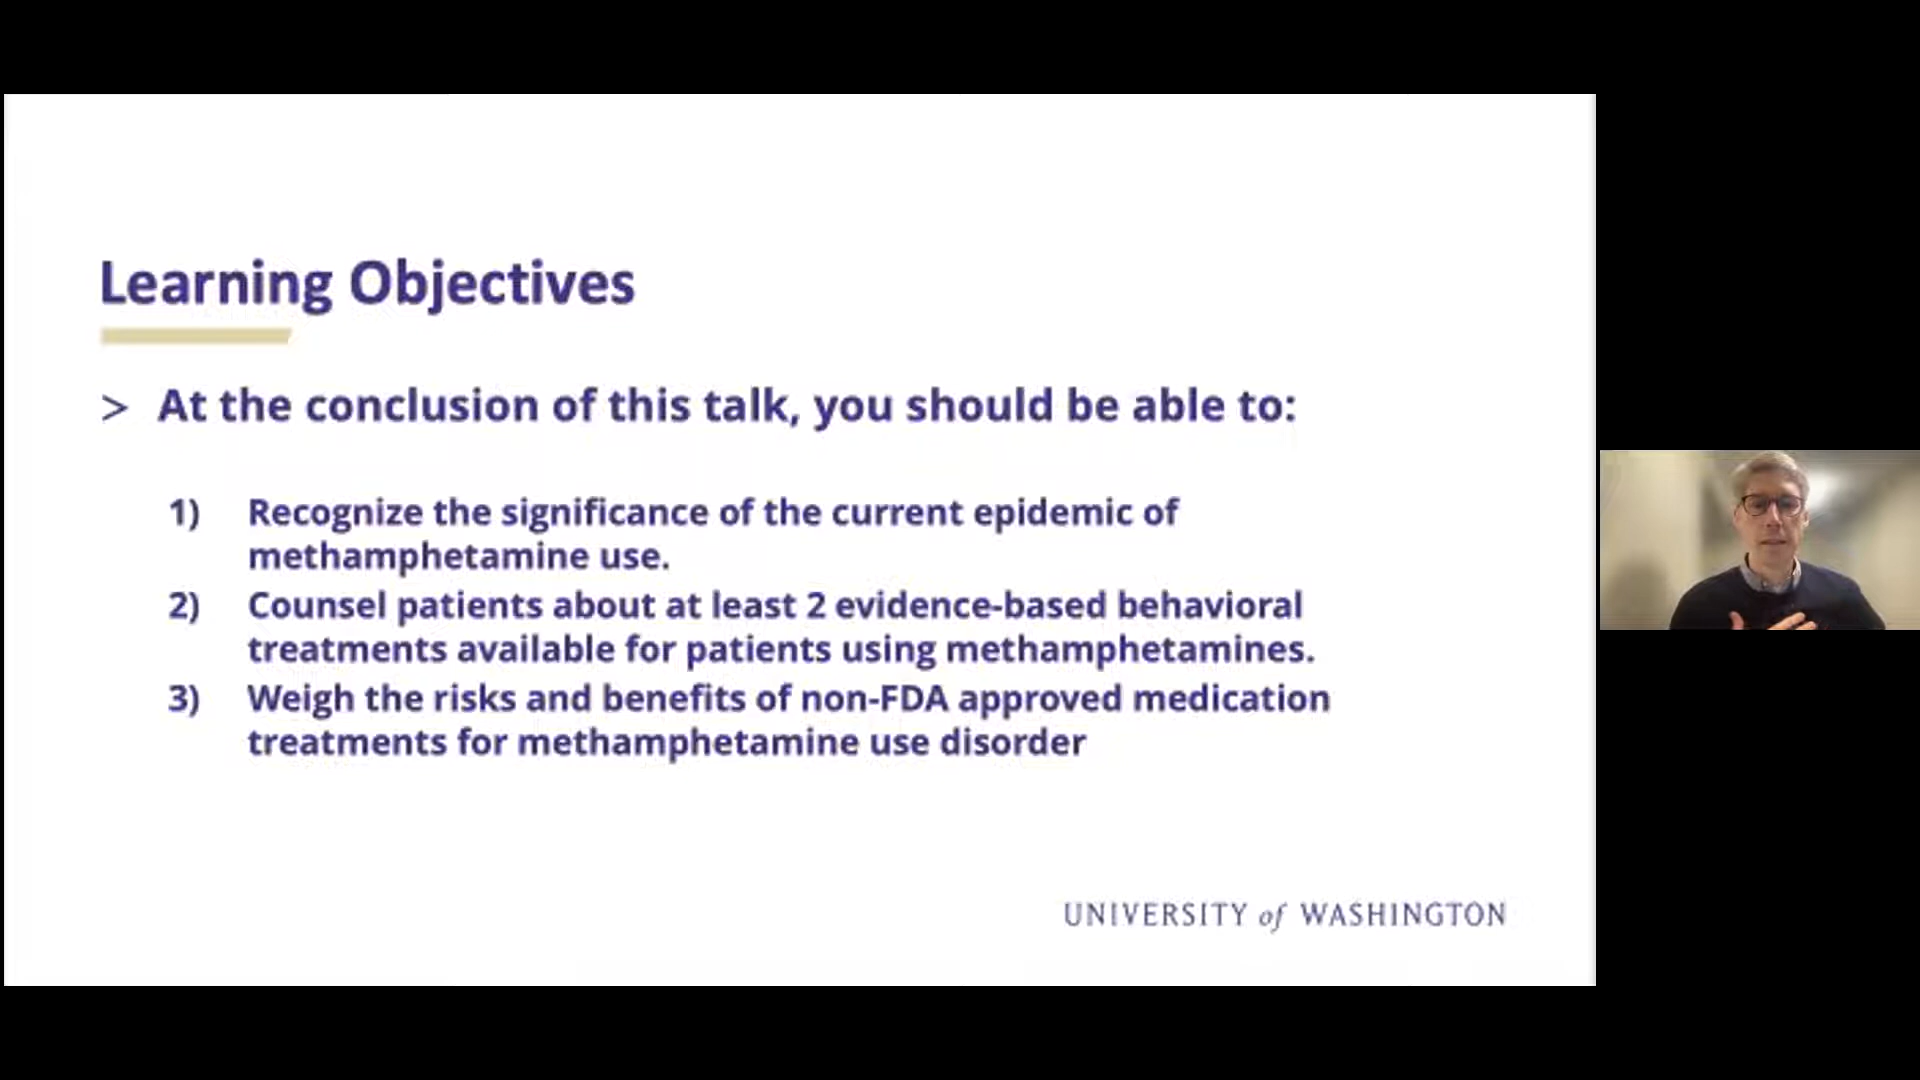 Learning Objectives
> At the conclusion of this talk, you should be able to:
1) Recognize the significance of the current epidemic of
methamphetamine use.
2) Counsel patients about at least 2 evidence-based behavioral
treatments available for patients using methamphetamines.
3) Weigh the risks and benefits of non-FDA approved medication
treatments for methamphetamine use disorder
UNIVERSITY of WASHINGTON